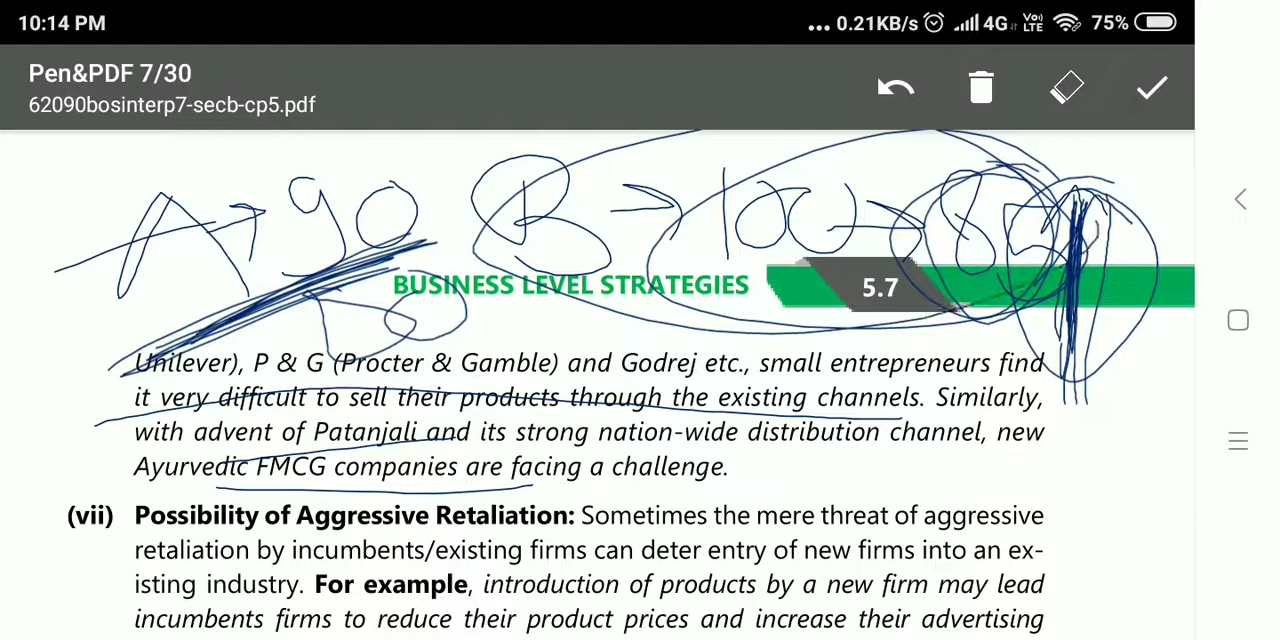 10:14 PM ... 0.21KB/s 4G Vo) LTE 75%
Pen&PDF 7/30
62090bosinterp7-secb-cp5.pdf
A → 90 B → 100 → 80
BUSINESS LEVEL STRATEGIES 5.7
Unilever), P & G (Procter & Gamble) and Godrej etc., small entrepreneurs find
it very difficult to sell their products through the existing channels. Similarly,
with advent of Patanjali and its strong nation-wide distribution channel, new
Ayurvedic FMCG companies are facing a challenge.
(vii) Possibility of Aggressive Retaliation: Sometimes the mere threat of aggressive
retaliation by incumbents/existing firms can deter entry of new firms into an ex-
isting industry. For example, introduction of products by a new firm may lead
incumbents firms to reduce their product prices and increase their advertising